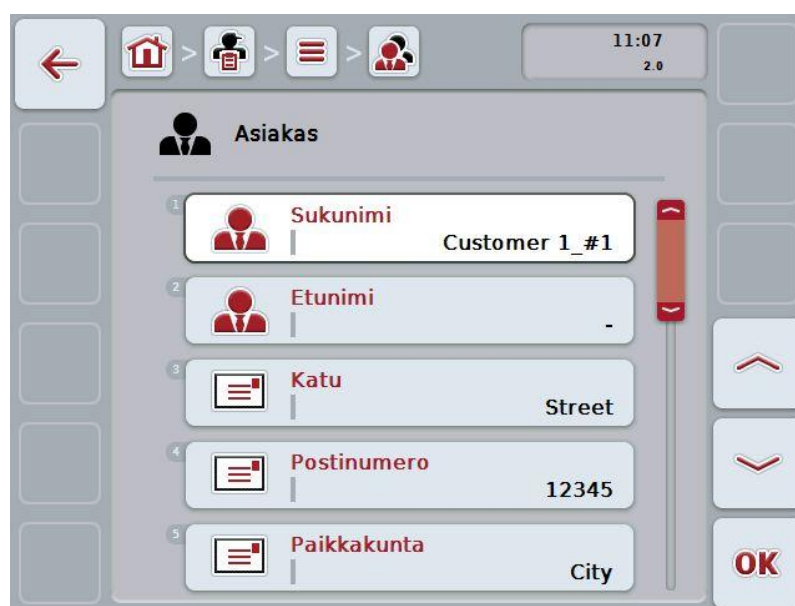 11:07
2.0
Asiakas
1
Sukunimi
Customer 1_#1
2
Etunimi
-
3
Katu
Street
4
Postinumero
12345
5
Paikkakunta
City
OK